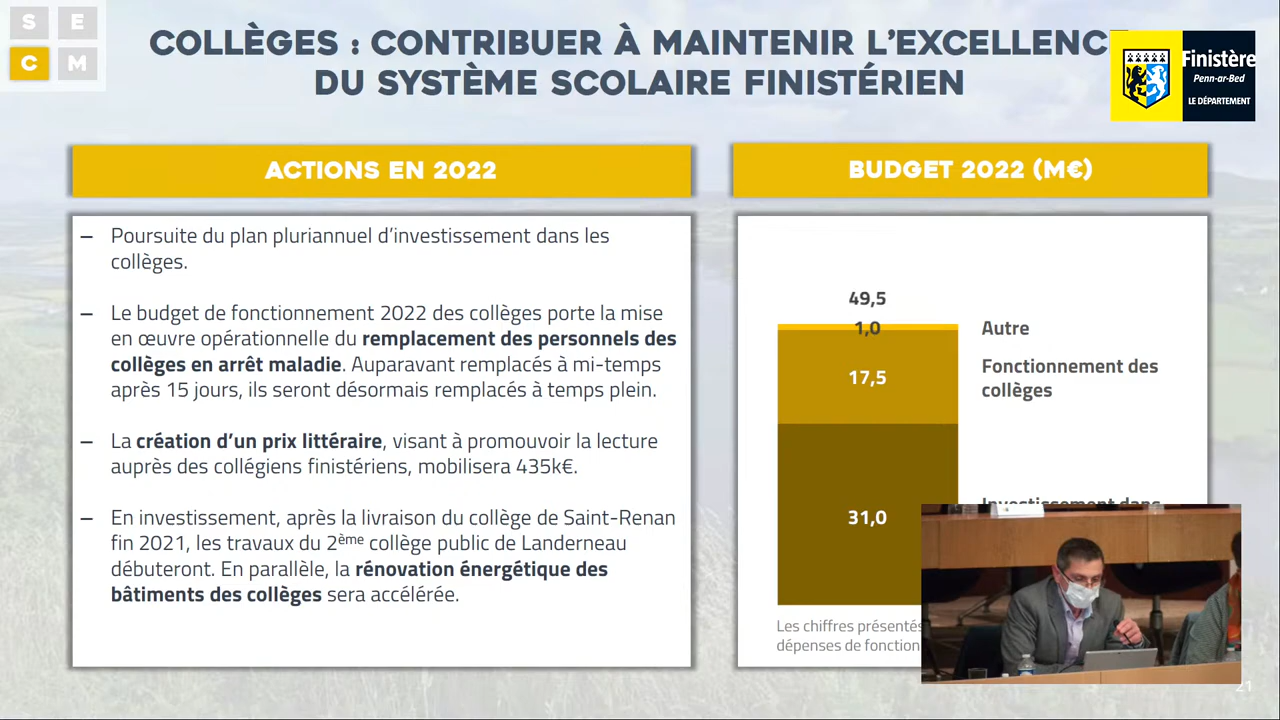 S E
C M
COLLÈGES : CONTRIBUER À MAINTENIR L'EXCELLENC
DU SYSTÈME SCOLAIRE FINISTÉRIEN
Finistère
Penn-ar-Bed
LE DÉPARTEMENT
ACTIONS EN 2022
– Poursuite du plan pluriannuel d'investissement dans les
collèges.
– Le budget de fonctionnement 2022 des collèges porte la mise
en œuvre opérationnelle du remplacement des personnels des
collèges en arrêt maladie. Auparavant remplacés à mi-temps
après 15 jours, ils seront désormais remplacés à temps plein.
– La création d'un prix littéraire, visant à promouvoir la lecture
auprès des collégiens finistériens, mobilisera 435k€.
– En investissement, après la livraison du collège de Saint-Renan
fin 2021, les travaux du 2ème collège public de Landerneau
débuteront. En parallèle, la rénovation énergétique des
bâtiments des collèges sera accélérée.
BUDGET 2022 (M€)
49,5
1,0 Autre
17,5 Fonctionnement des
collèges
Investissement dans
31,0
Les chiffres présentés
dépenses de fonction
21